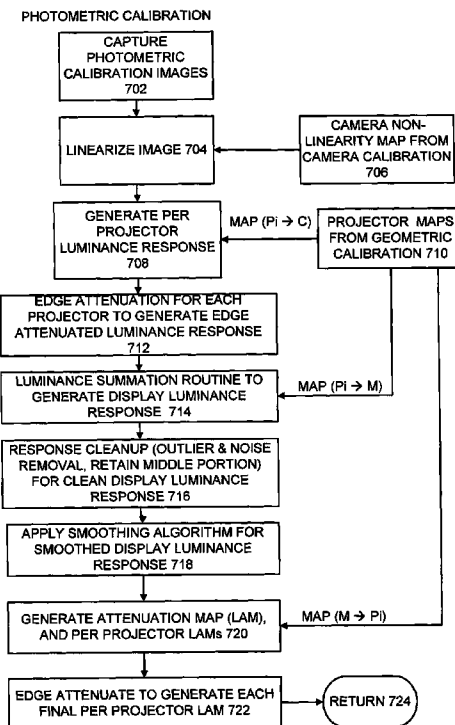 PHOTOMETRIC CALIBRATION
CAPTURE
PHOTOMETRIC
CALIBRATION IMAGES
702
LINEARIZE IMAGE 704
CAMERA NON-
LINEARITY MAP FROM
CAMERA CALIBRATION
706
GENERATE PER
PROJECTOR
LUMINANCE RESPONSE
708
MAP (Pi → C)
PROJECTOR MAPS
FROM GEOMETRIC
CALIBRATION 710
EDGE ATTENUATION FOR EACH
PROJECTOR TO GENERATE EDGE
ATTENUATED LUMINANCE RESPONSE
712
LUMINANCE SUMMATION ROUTINE TO
GENERATE DISPLAY LUMINANCE
RESPONSE 714
MAP (Pi → M)
RESPONSE CLEANUP (OUTLIER & NOISE
REMOVAL, RETAIN MIDDLE PORTION)
FOR CLEAN DISPLAY LUMINANCE
RESPONSE 716
APPLY SMOOTHING ALGORITHM FOR
SMOOTHED DISPLAY LUMINANCE
RESPONSE 718
GENERATE ATTENUATION MAP (LAM),
AND PER PROJECTOR LAMs 720
MAP (M → Pi)
EDGE ATTENUATE TO GENERATE EACH
FINAL PER PROJECTOR LAM 722
RETURN 724